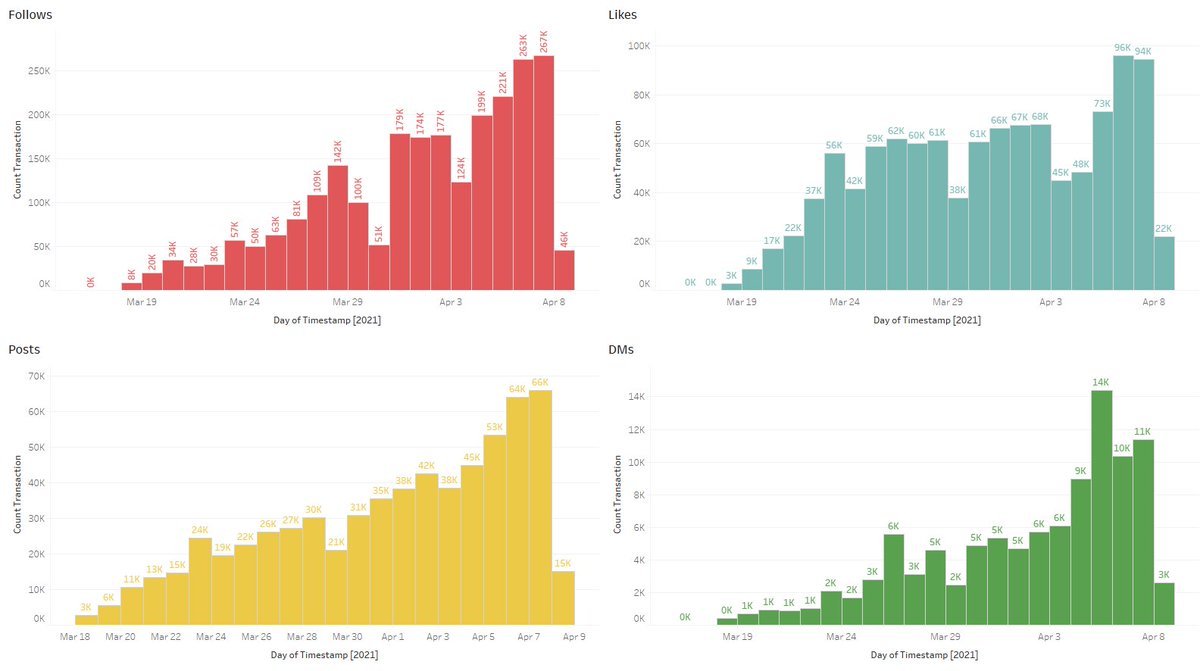 Follows
Count Transaction
250K
200K
150K
100K
50K
0K
0K
8K
20K
34K
28K
30K
57K
50K
63K
81K
109K
142K
100K
51K
179K
174K
177K
124K
199K
221K
263K
267K
46K
Mar 19
Mar 24
Mar 29
Apr 3
Apr 8
Day of Timestamp [2021]
Likes
Count Transaction
100K
80K
60K
40K
20K
0K
0K
0K
3K
9K
17K
22K
37K
56K
42K
59K
62K
60K
61K
38K
61K
66K
67K
68K
45K
48K
73K
96K
94K
22K
Mar 19
Mar 24
Mar 29
Apr 3
Apr 8
Day of Timestamp [2021]
Posts
Count Transaction
70K
60K
50K
40K
30K
20K
10K
0K
3K
6K
11K
13K
15K
24K
19K
22K
26K
27K
30K
21K
31K
35K
38K
42K
38K
45K
53K
64K
66K
15K
Mar 18
Mar 20
Mar 22
Mar 24
Mar 26
Mar 28
Mar 30
Apr 1
Apr 3
Apr 5
Apr 7
Apr 9
Day of Timestamp [2021]
DMs
Count Transaction
14K
12K
10K
8K
6K
4K
2K
0K
0K
0K
1K
1K
1K
1K
2K
2K
3K
6K
3K
5K
2K
5K
5K
5K
6K
6K
9K
14K
10K
11K
3K
Mar 19
Mar 24
Mar 29
Apr 3
Apr 8
Day of Timestamp [2021]